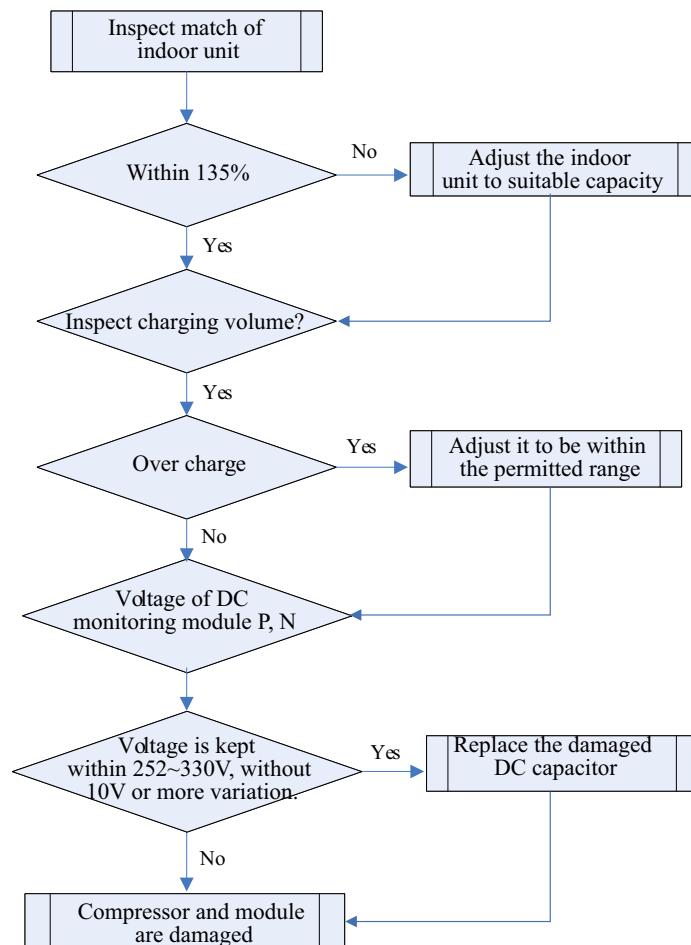 Inspect match of
indoor unit
Within 135%
No
Adjust the indoor
unit to suitable capacity
Yes
Inspect charging volume?
Yes
Over charge
Yes
Adjust it to be within
the permitted range
No
Voltage of DC
monitoring module P, N
Voltage is kept
within 252~330V, without
10V or more variation.
Yes
Replace the damaged
DC capacitor
No
Compressor and module
are damaged